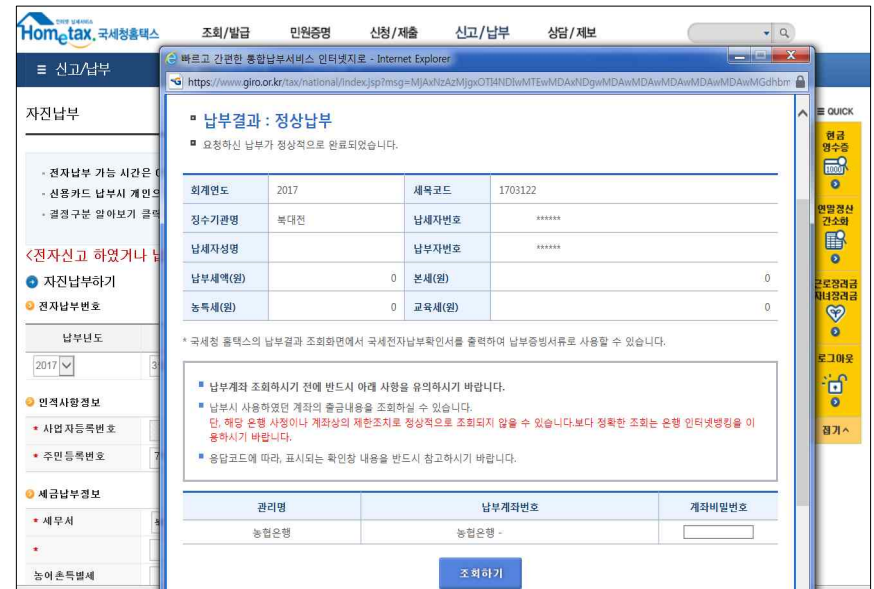 Hometax. 국세청홈택스
조회/발급 민원증명 신청/제출 신고/납부 상담/제보
≡ 신고/납부
빠르고 간편한 통합납부서비스 인터넷지로 - Internet Explorer
https://www.giro.or.kr/tax/national/index.jsp?msg=
자진납부
납부결과 : 정상납부
요청하신 납부가 정상적으로 완료되었습니다.
- 전자납부 가능 시간은
- 신용카드 납부시 개인으
- 결정구분 알아보기 클릭
<전자신고 하였거나 납
자진납부하기
전자납부번호
납부년도
2017
인적사항정보
* 사업자등록번호
* 주민등록번호 7
세금납부정보
* 세무서
*
농어촌특별세
회계연도 2017 세목코드 1703122
징수기관명 북대전 납세자번호 ******
납세자성명 납부자번호 ******
납부세액(원) 0 본세(원) 0
농특세(원) 0 교육세(원) 0
* 국세청 홈택스의 납부결과 조회화면에서 국세전자납부확인서를 출력하여 납부증빙서류로 사용할 수 있습니다.
납부계좌 조회하시기 전에 반드시 아래 사항을 유의하시기 바랍니다.
납부시 사용하였던 계좌의 출금내용을 조회하실 수 있습니다.
단, 해당 은행 사정이나 계좌상의 제한조치로 정상적으로 조회되지 않을 수 있습니다.보다 정확한 조회는 은행 인터넷뱅킹을 이
용하시기 바랍니다.
응답코드에 따라, 표시되는 확인창 내용을 반드시 참고하시기 바랍니다.
관리명 납부계좌번호 계좌비밀번호
농협은행 농협은행 -
조회하기
≡ QUICK
현금
영수증
1000
연말정산
간소화
근로장려금
자녀장려금
로그아웃
접기